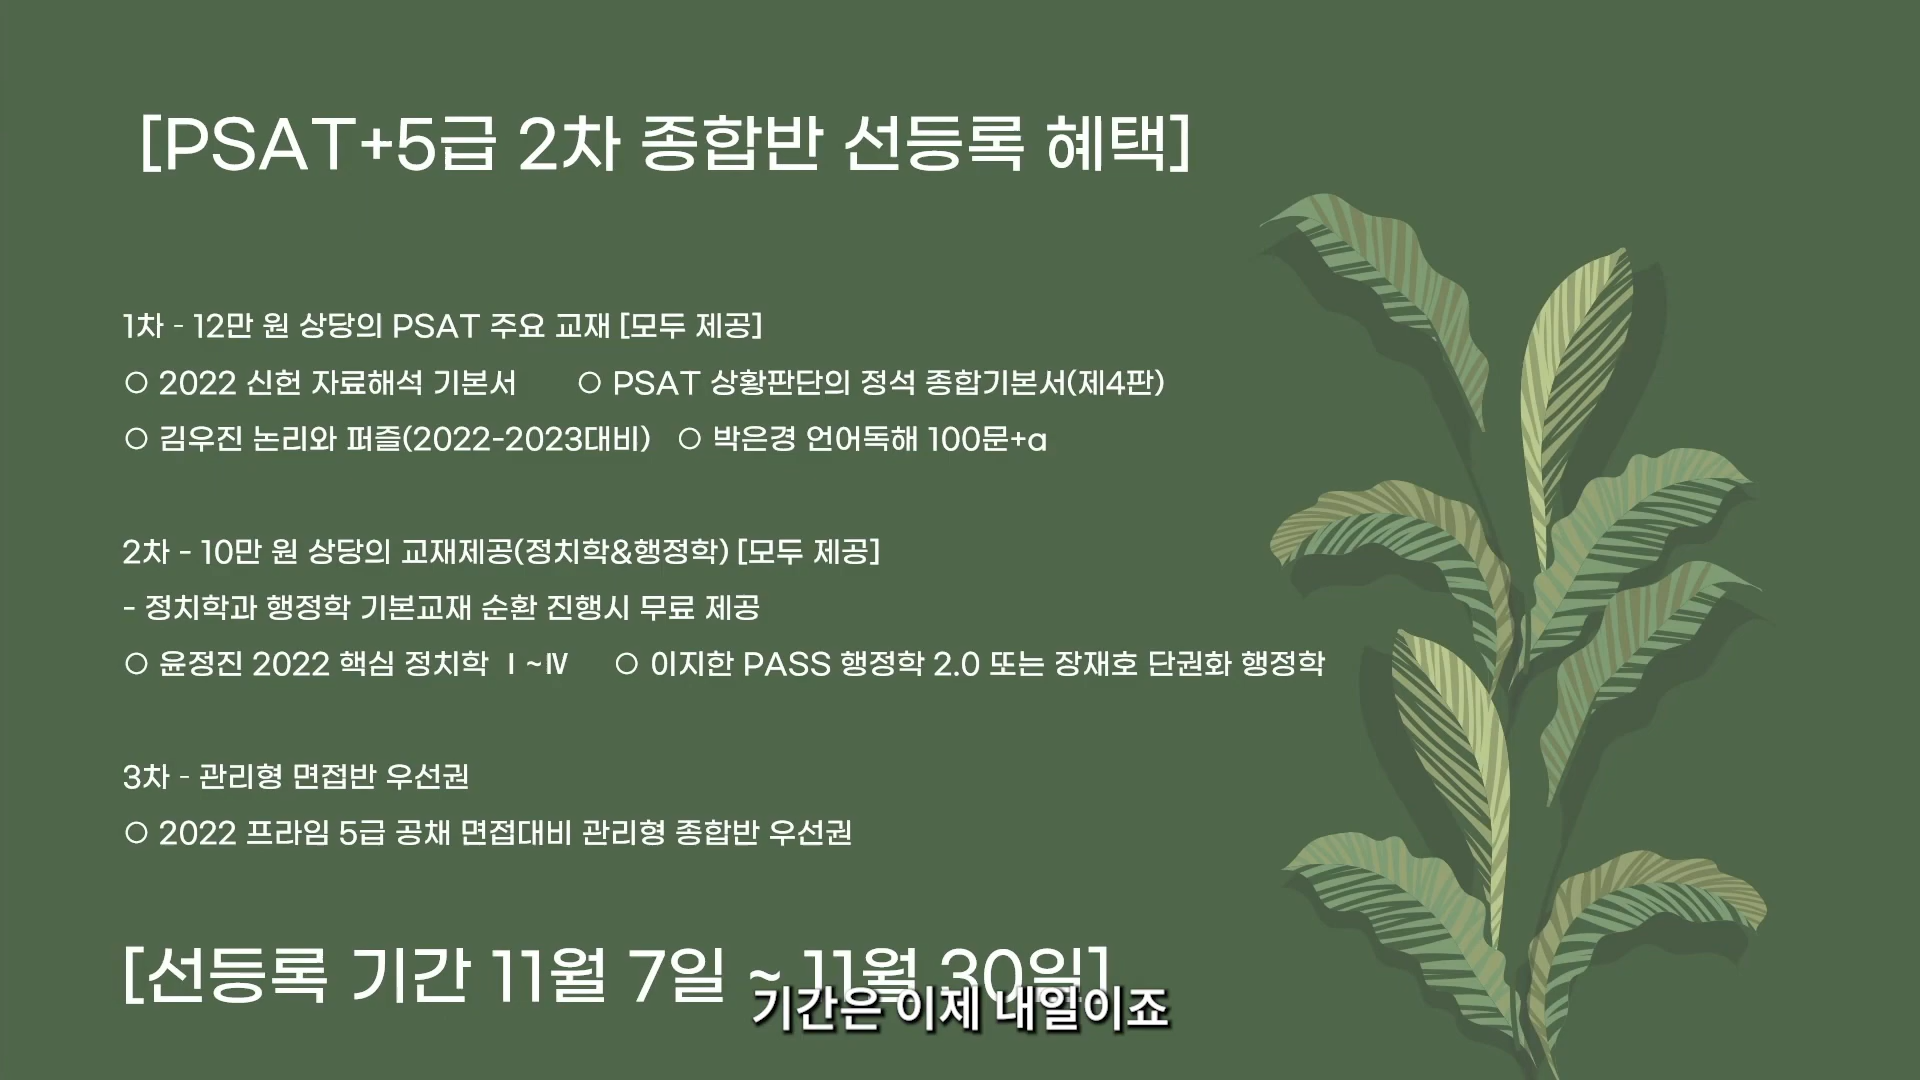 [PSAT+5급 2차 종합반 선등록 혜택]
1차 - 12만 원 상당의 PSAT 주요 교재 [모두 제공]
○ 2022 신헌 자료해석 기본서 ○ PSAT 상황판단의 정석 종합기본서(제4판)
○ 김우진 논리와 퍼즐(2022-2023대비) ○ 박은경 언어독해 100문+a
2차 - 10만 원 상당의 교재제공(정치학&행정학) [모두 제공]
- 정치학과 행정학 기본교재 순환 진행시 무료 제공
○ 윤정진 2022 핵심 정치학 Ⅰ~Ⅳ ○ 이지한 PASS 행정학 2.0 또는 장재호 단권화 행정학
3차 - 관리형 면접반 우선권
○ 2022 프라임 5급 공채 면접대비 관리형 종합반 우선권
[선등록 기간 11월 7일 ~ 11월 30일]
기간은 이제 내일이죠